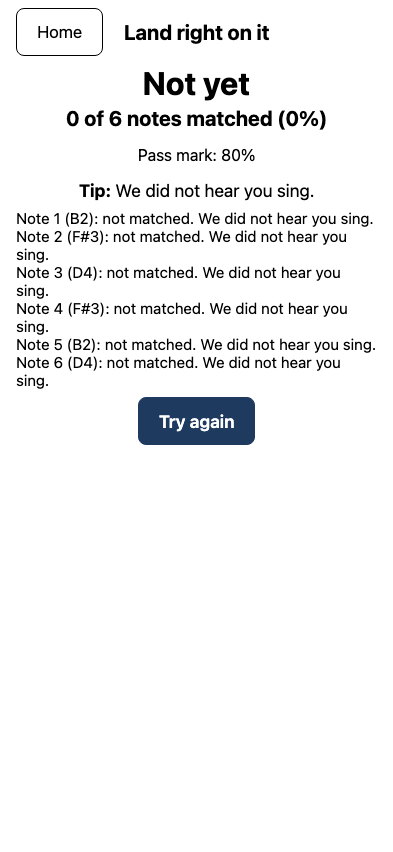 Home
Land right on it
Not yet
0 of 6 notes matched (0%)
Pass mark: 80%
Tip: We did not hear you sing.
Note 1 (B2): not matched. We did not hear you sing.
Note 2 (F#3): not matched. We did not hear you
sing.
Note 3 (D4): not matched. We did not hear you
sing.
Note 4 (F#3): not matched. We did not hear you
sing.
Note 5 (B2): not matched. We did not hear you sing.
Note 6 (D4): not matched. We did not hear you
sing.
Try again